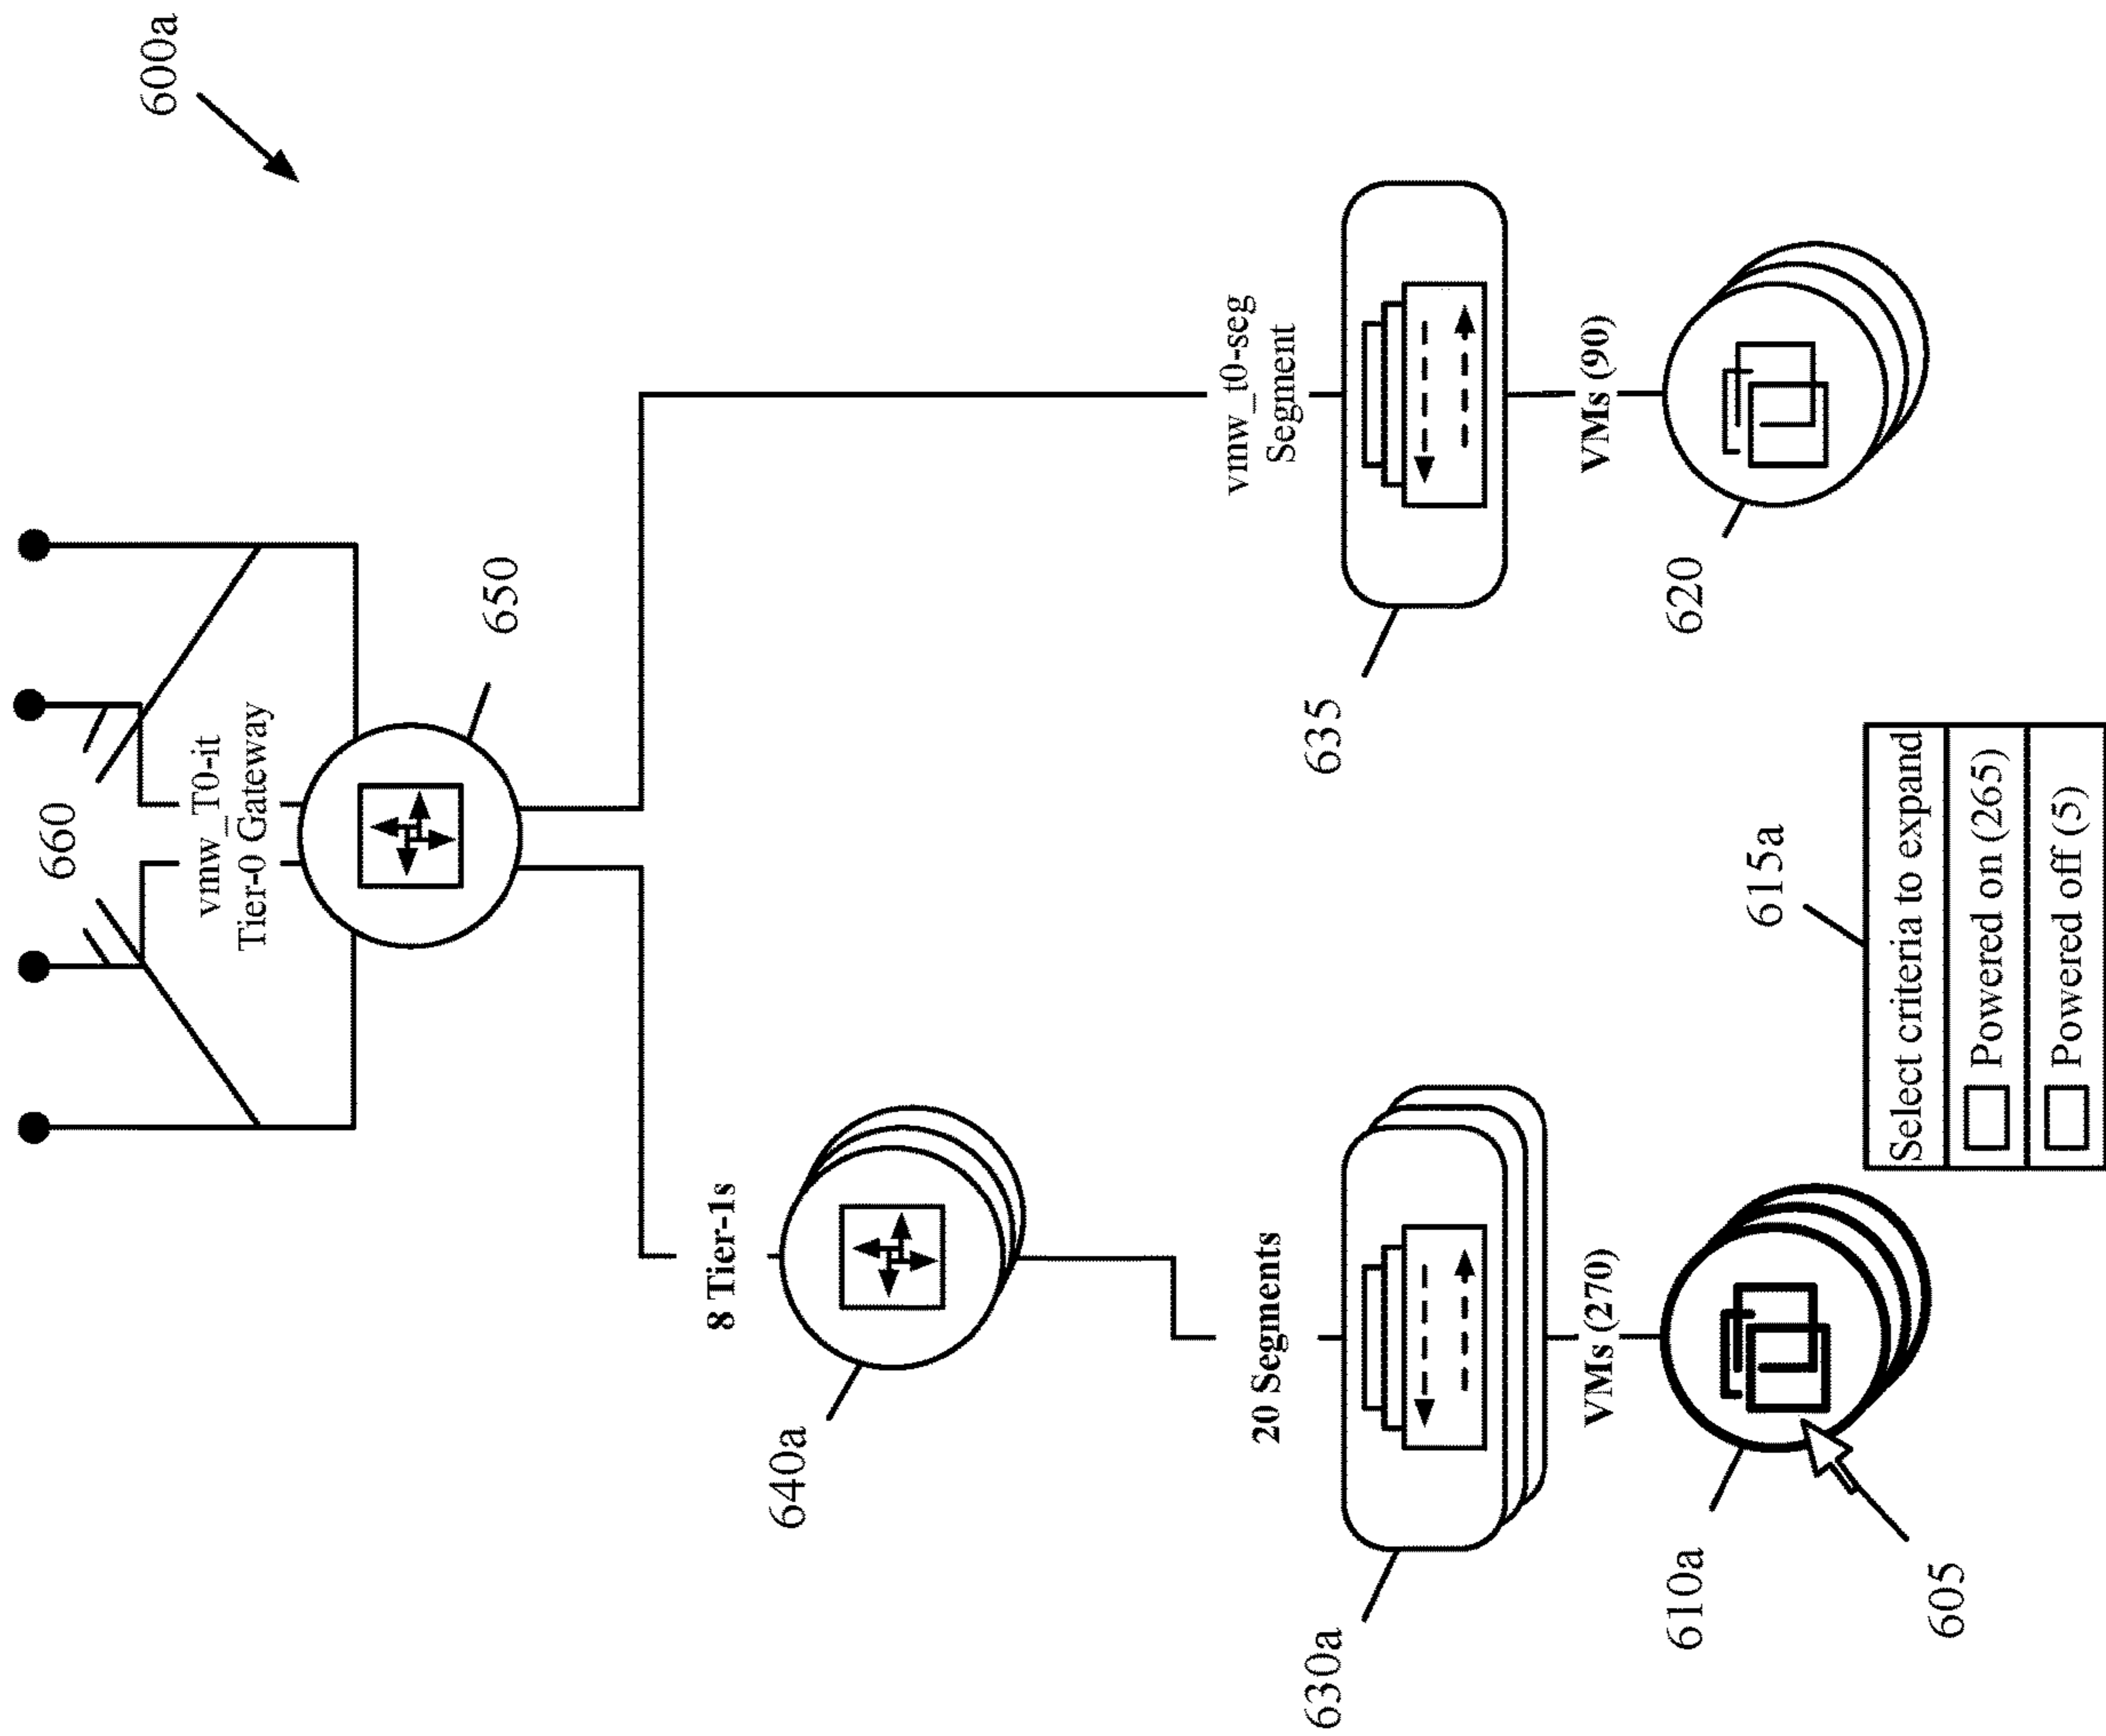 600a
660
vmw_T0-it
Tier-0 Gateway
650
8 Tier-1s
640a
20 Segments
630a
VMs (270)
610a
605
vmw_t0-seg
Segment
635
VMs (90)
620
615a
Select criteria to expand
Powered on (265)
Powered off (5)